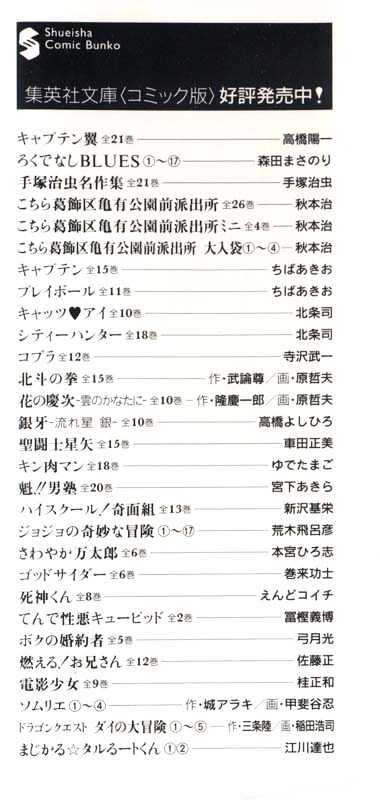 Shueisha
Comic Bunko
集英社文庫〈コミック版〉好評発売中!
キャプテン翼 全21巻 高橋陽一
ろくでなしBLUES ①〜⑰ 森田まさのり
手塚治虫名作集 全21巻 手塚治虫
こちら葛飾区亀有公園前派出所 全26巻 秋本治
こちら葛飾区亀有公園前派出所ミニ 全4巻 秋本治
こちら葛飾区亀有公園前派出所 大入袋①〜④ 秋本治
キャプテン 全15巻 ちばあきお
プレイボール 全11巻 ちばあきお
キャッツ♥アイ 全10巻 北条司
シティーハンター 全18巻 北条司
コブラ 全12巻 寺沢武一
北斗の拳 全15巻 作・武論尊/画・原哲夫
花の慶次-雲のかなたに- 全10巻 作・隆慶一郎/画・原哲夫
銀牙-流れ星 銀- 全10巻 高橋よしひろ
聖闘士星矢 全15巻 車田正美
キン肉マン 全18巻 ゆでたまご
魁!!男塾 全20巻 宮下あきら
ハイスクール!奇面組 全13巻 新沢基栄
ジョジョの奇妙な冒険 ①〜⑰ 荒木飛呂彦
さわやか万太郎 全6巻 本宮ひろ志
ゴッドサイダー 全6巻 巻来功士
死神くん 全8巻 えんどコイチ
てんで性悪キューピッド 全2巻 冨樫義博
ボクの婚約者 全5巻 弓月光
燃える!お兄さん 全12巻 佐藤正
電影少女 全9巻 桂正和
ソムリエ ①〜④ 作・城アラキ/画・甲斐谷忍
ドラゴンクエスト ダイの大冒険 ①〜⑤ 作・三条陸/画・稲田浩司
まじかる☆タルるートくん ①② 江川達也